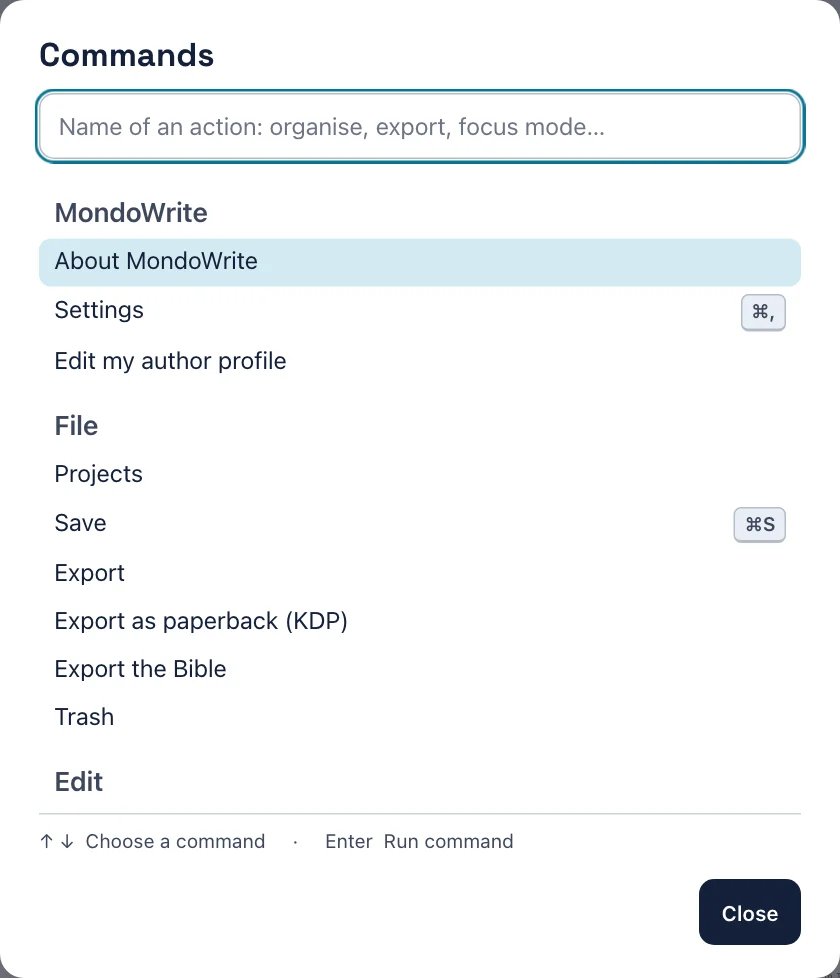 Commands
Name of an action: organise, export, focus mode...
MondoWrite
About MondoWrite
Settings ⌘,
Edit my author profile
File
Projects
Save ⌘S
Export
Export as paperback (KDP)
Export the Bible
Trash
Edit
↑ ↓ Choose a command · Enter Run command
Close